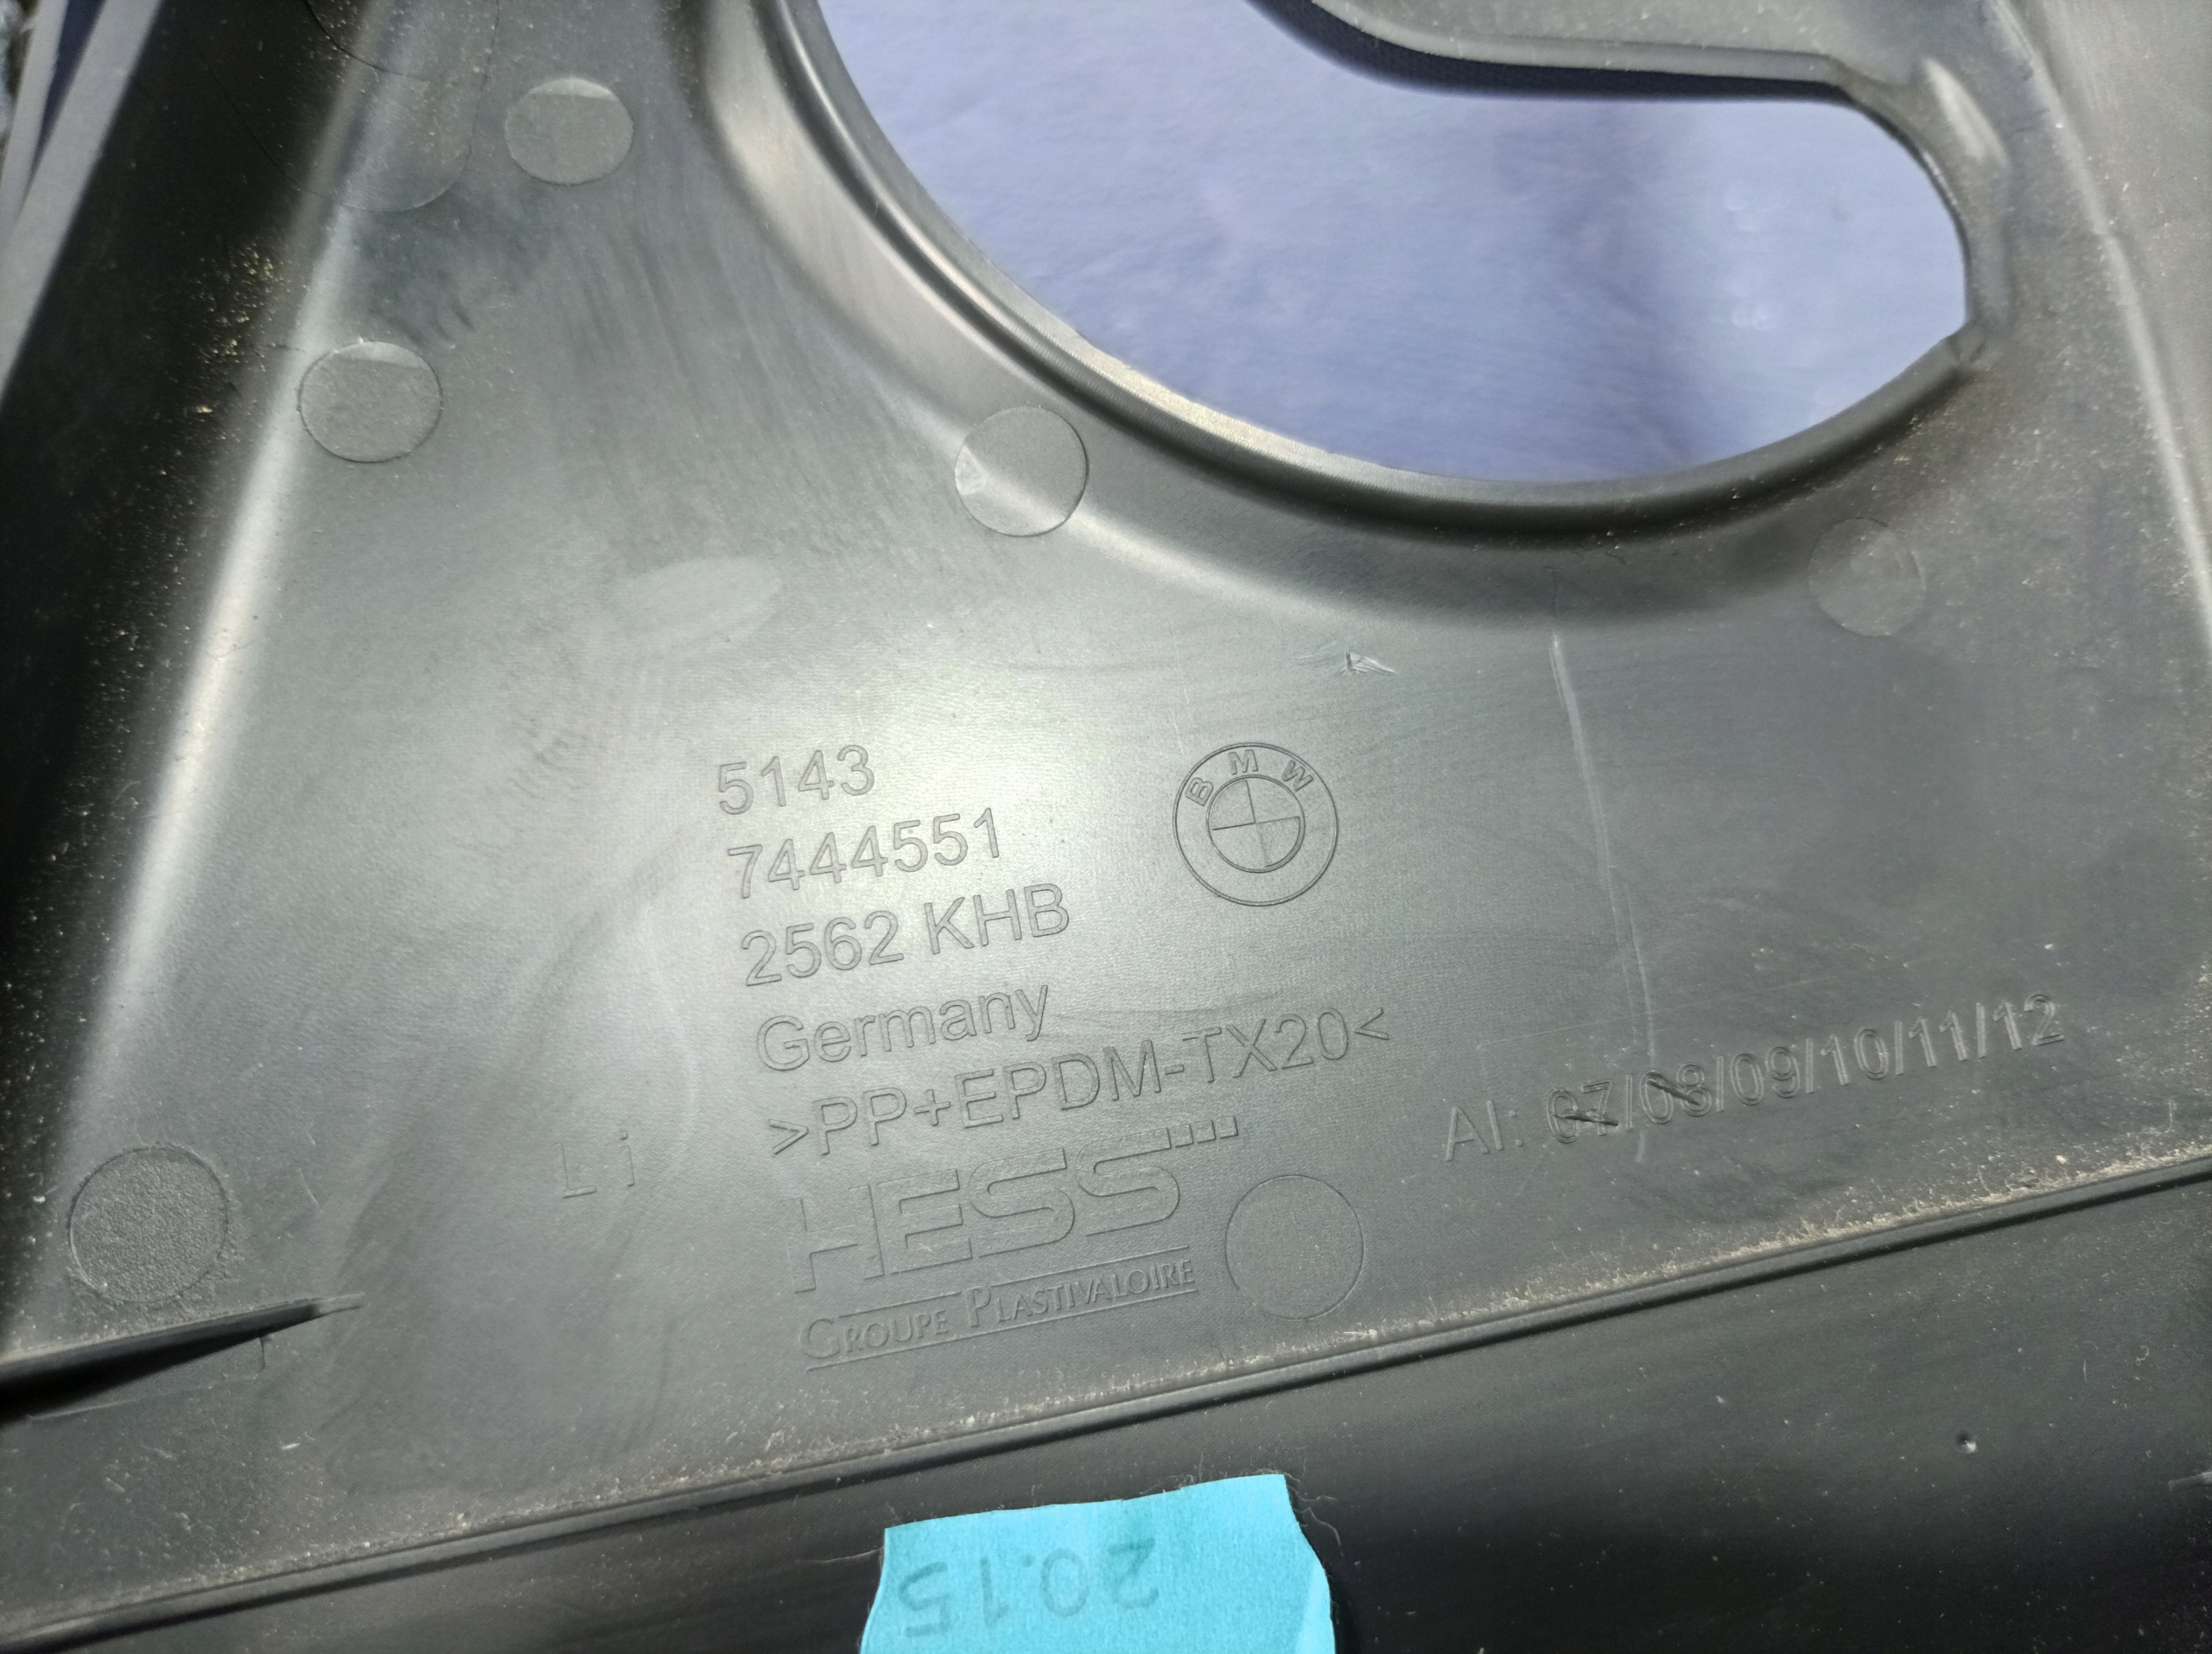 5143
7444551
2562 KHB
Germany
>PP+EPDM-TX20<
BMW
AI: 07/08/09/10/11/12
Li
HESS
GROUPE PLASTIVALOIRE
20.15